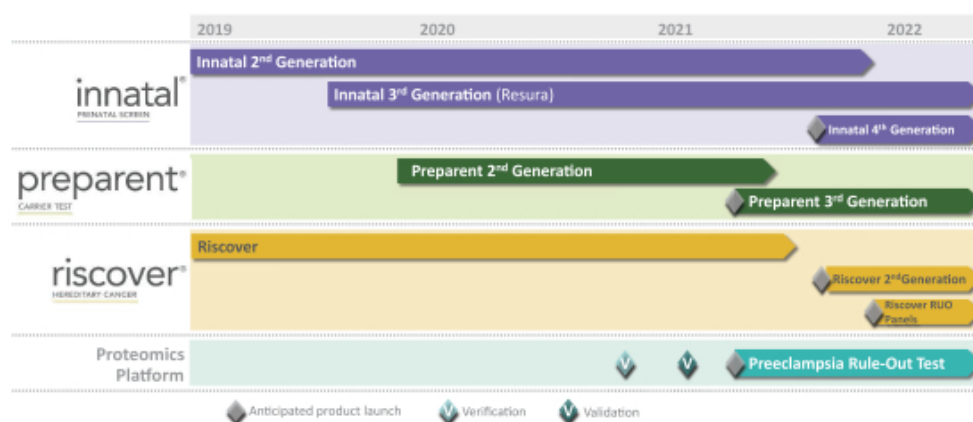 2019 2020 2021 2022
innatal®
PRENATAL SCREEN
Innatal 2nd Generation
Innatal 3rd Generation (Resura)
Innatal 4th Generation
preparent®
CARRIER TEST
Preparent 2nd Generation
Preparent 3rd Generation
riscover®
HEREDITARY CANCER
Riscover
Riscover 2ndGeneration
Riscover RUO
Panels
Proteomics
Platform
V V
Preeclampsia Rule-Out Test
Anticipated product launch V Verification V Validation